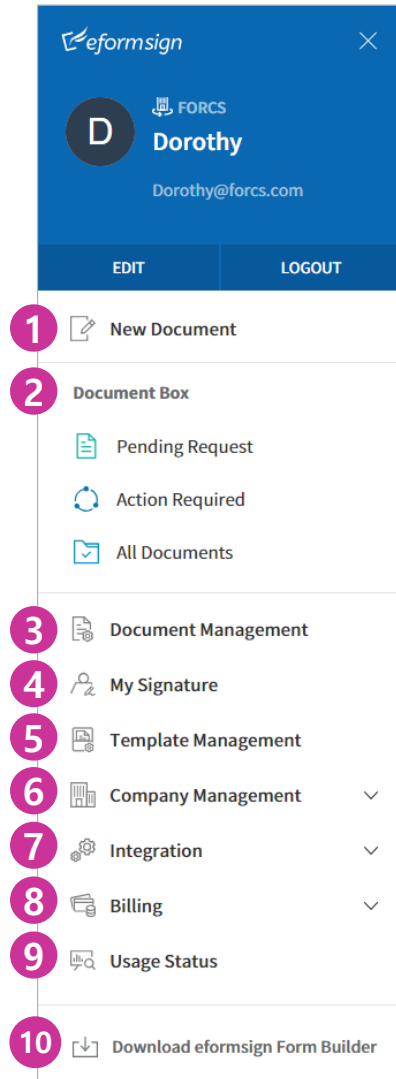 eformsign
D
FORCS
Dorothy
Dorothy@forcs.com
EDIT LOGOUT
1 New Document
2 Document Box
Pending Request
Action Required
All Documents
3 Document Management
4 My Signature
5 Template Management
6 Company Management
7 Integration
8 Billing
9 Usage Status
10 Download eformsign Form Builder